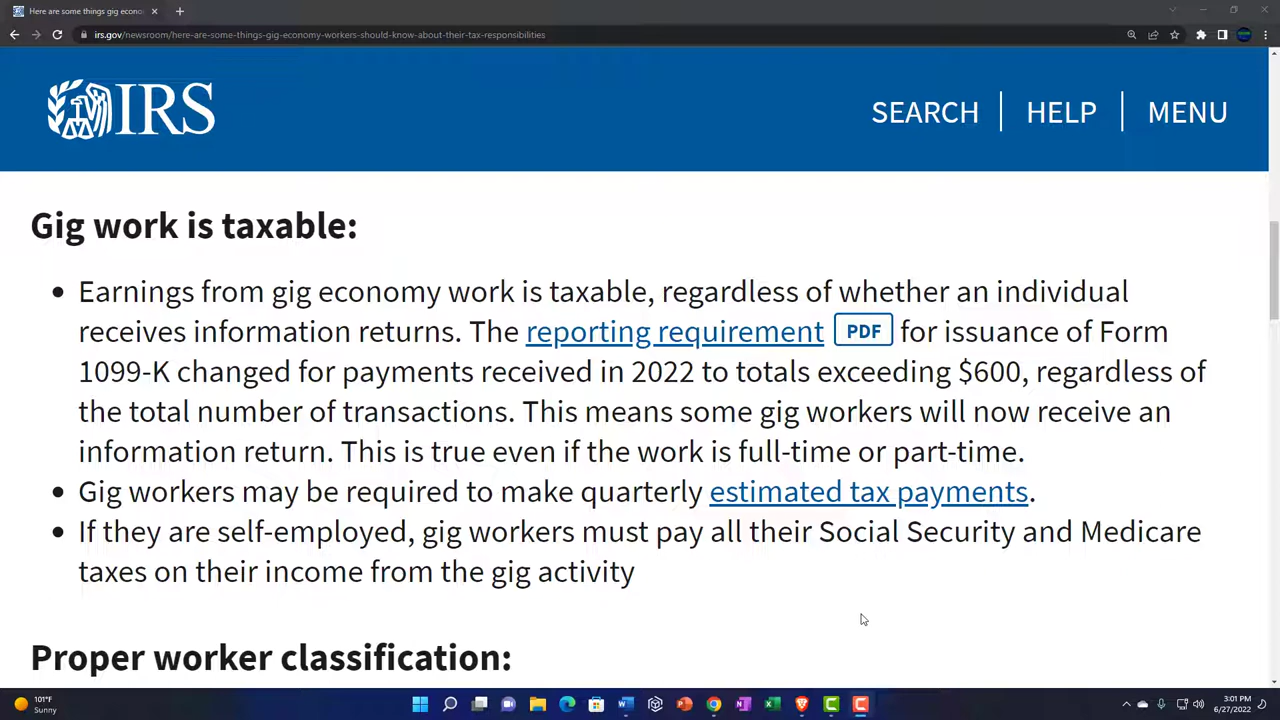 Here are some things gig econo
irs.gov/newsroom/here-are-some-things-gig-economy-workers-should-know-about-their-tax-responsibilities
IRS
SEARCH
HELP
MENU
Gig work is taxable:
• Earnings from gig economy work is taxable, regardless of whether an individual
receives information returns. The reporting requirement PDF for issuance of Form
1099-K changed for payments received in 2022 to totals exceeding $600, regardless of
the total number of transactions. This means some gig workers will now receive an
information return. This is true even if the work is full-time or part-time.
• Gig workers may be required to make quarterly estimated tax payments.
• If they are self-employed, gig workers must pay all their Social Security and Medicare
taxes on their income from the gig activity
Proper worker classification:
101°F
Sunny
3:01 PM
6/27/2022